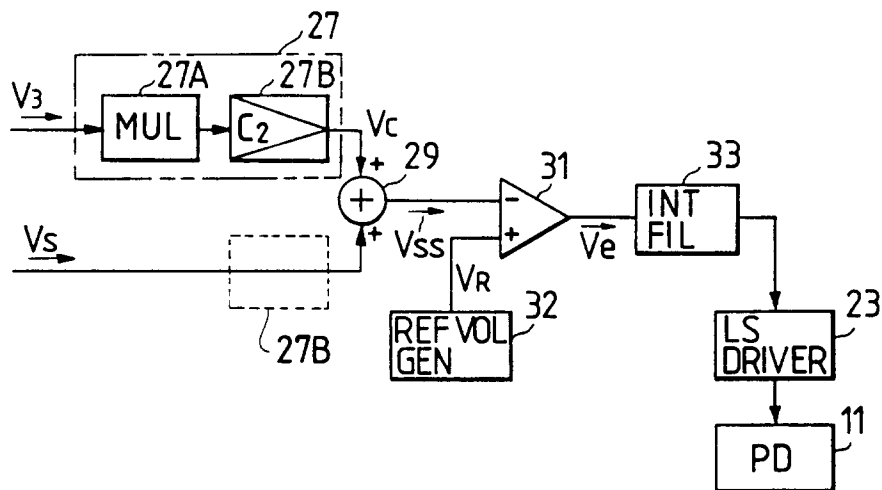 27
27A
27B
V3
MUL
C2
Vc
+
29
+
+
31
33
-
+
INT
FIL
Vs
Vss
Ve
VR
27B
REF VOL
GEN
32
LS
DRIVER
23
PD
11